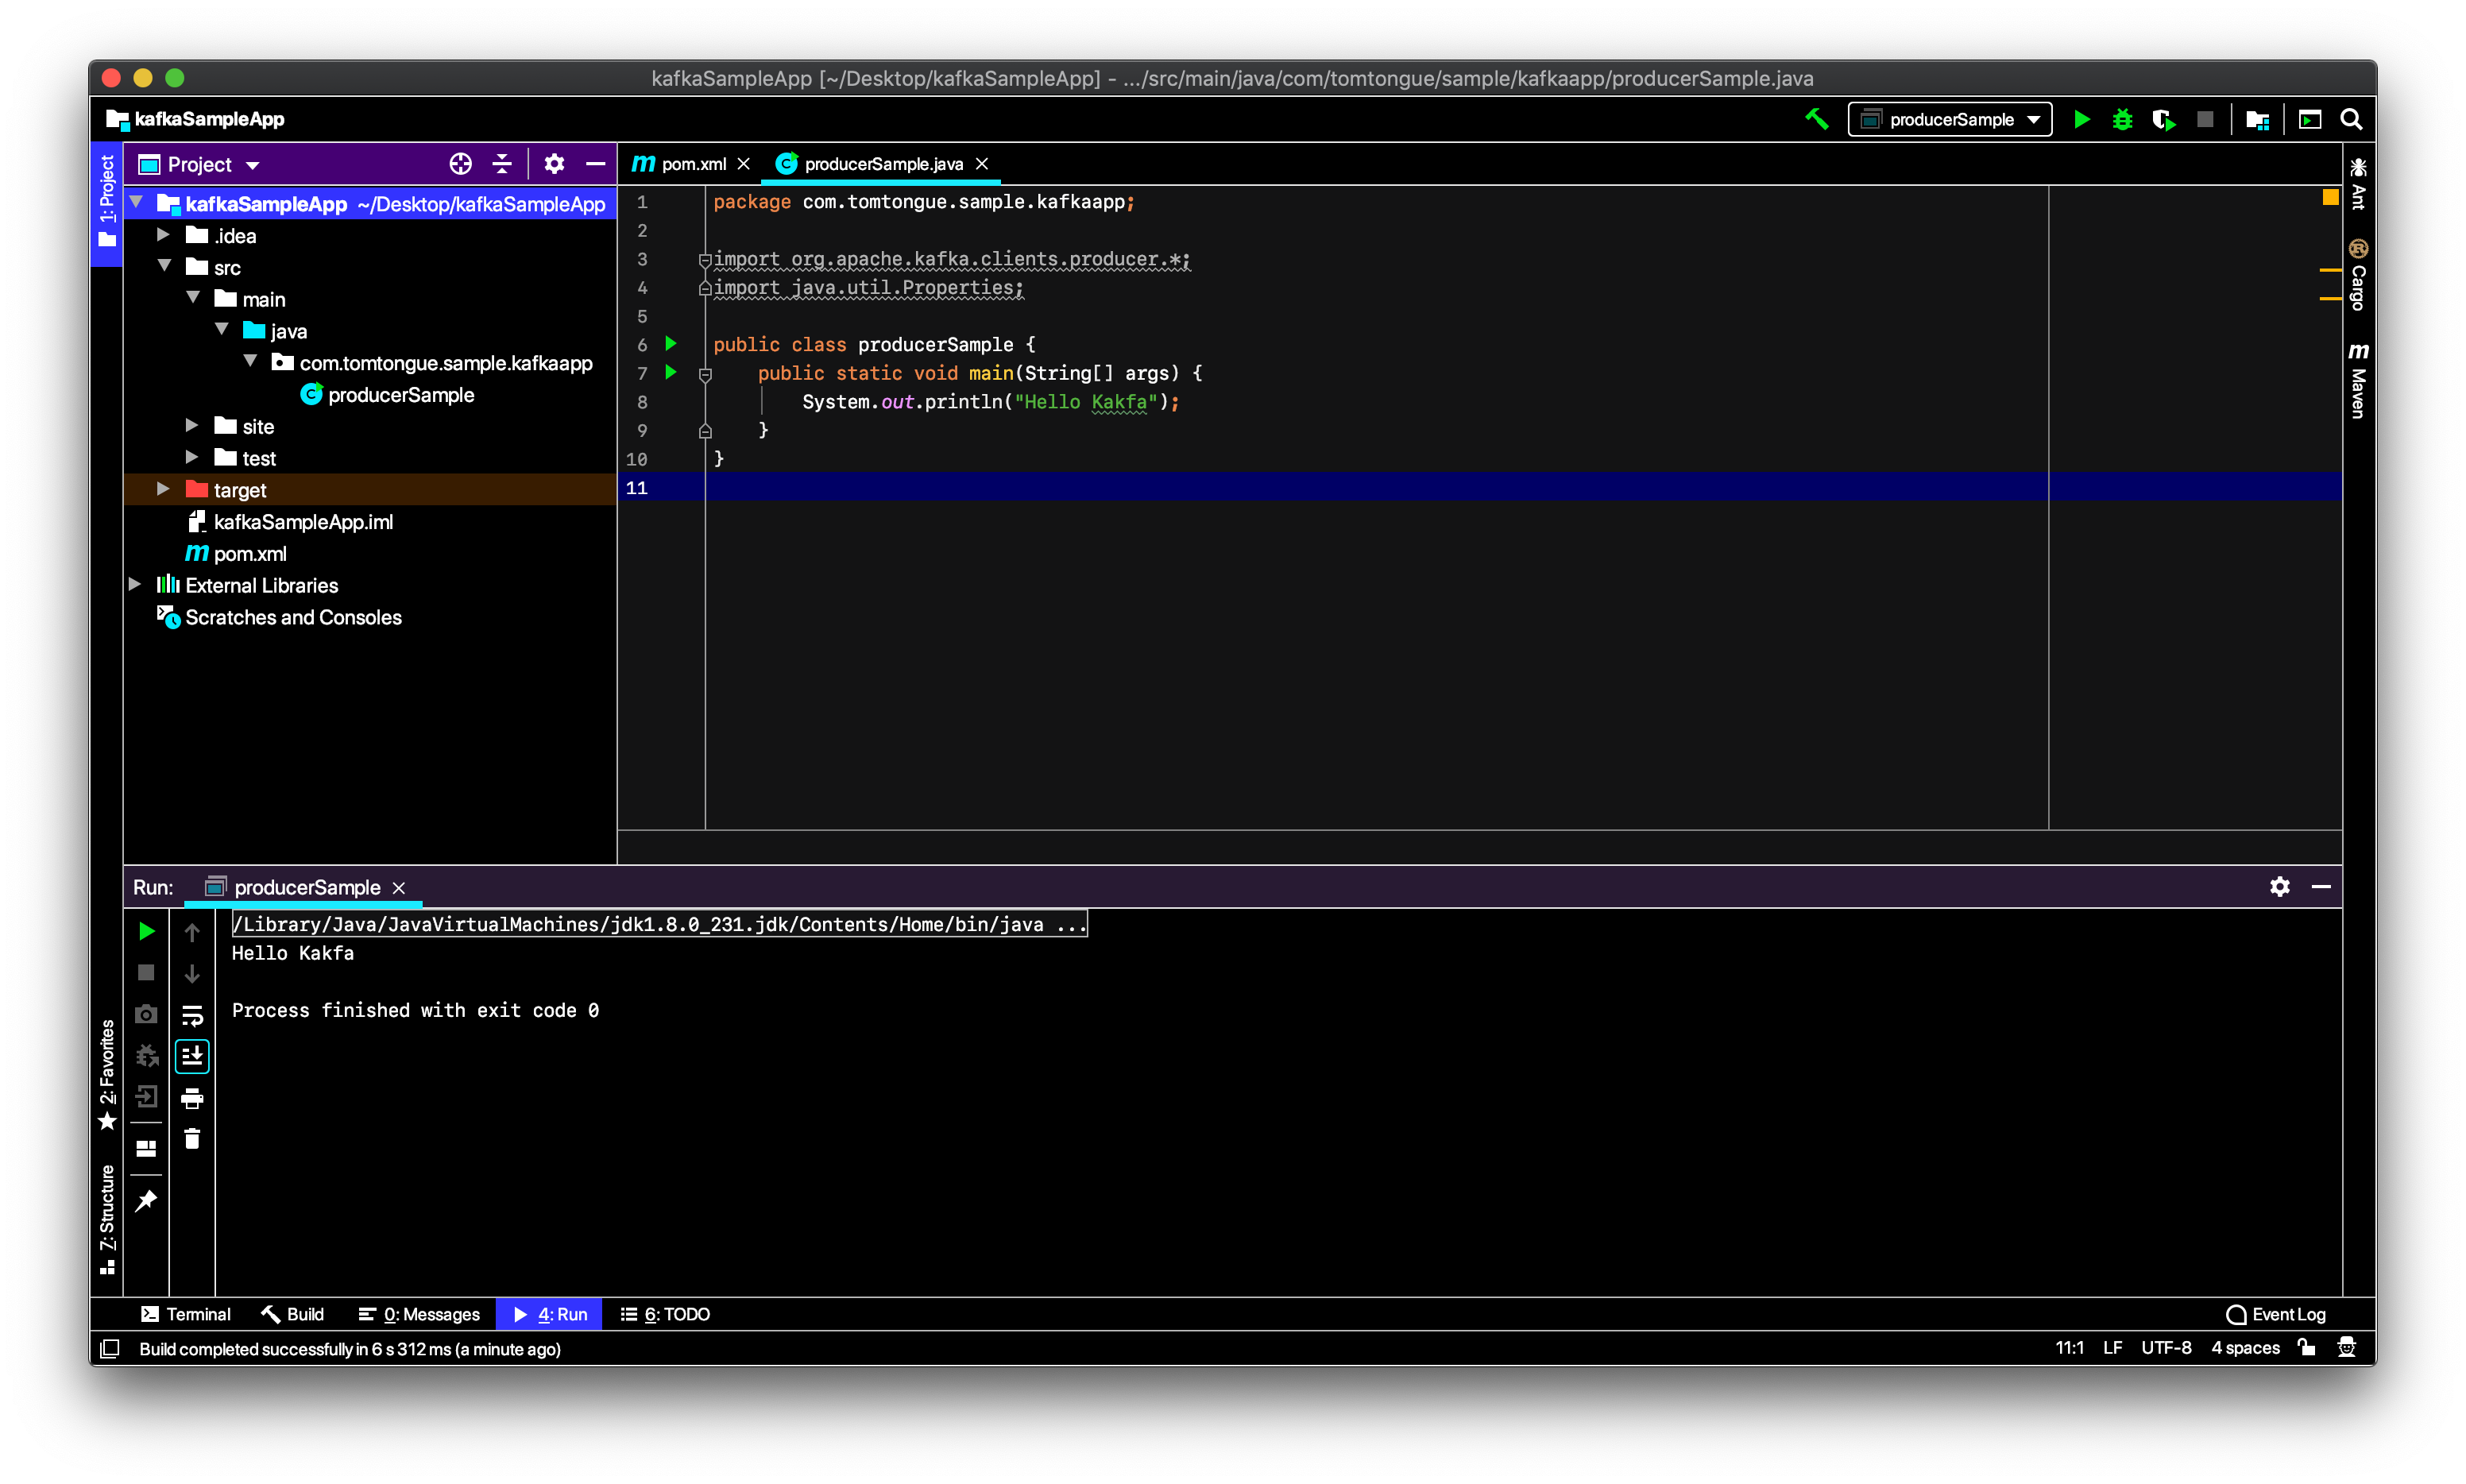 kafkaSampleApp [~/Desktop/kafkaSampleApp] - .../src/main/java/com/tomtongue/sample/kafkaapp/producerSample.java
kafkaSampleApp
producerSample
1: Project
Project
kafkaSampleApp ~/Desktop/kafkaSampleApp
.idea
src
main
java
com.tomtongue.sample.kafkaapp
producerSample
site
test
target
kafkaSampleApp.iml
pom.xml
External Libraries
Scratches and Consoles
pom.xml
producerSample.java
1 package com.tomtongue.sample.kafkaapp;
2
3 import org.apache.kafka.clients.producer.*;
4 import java.util.Properties;
5
6 public class producerSample {
7     public static void main(String[] args) {
8         System.out.println("Hello Kakfa");
9     }
10 }
11
Ant
Cargo
Maven
Run: producerSample
/Library/Java/JavaVirtualMachines/jdk1.8.0_231.jdk/Contents/Home/bin/java ...
Hello Kakfa
Process finished with exit code 0
2: Favorites
7: Structure
Terminal Build 0: Messages 4: Run 6: TODO Event Log
Build completed successfully in 6 s 312 ms (a minute ago) 11:1 LF UTF-8 4 spaces